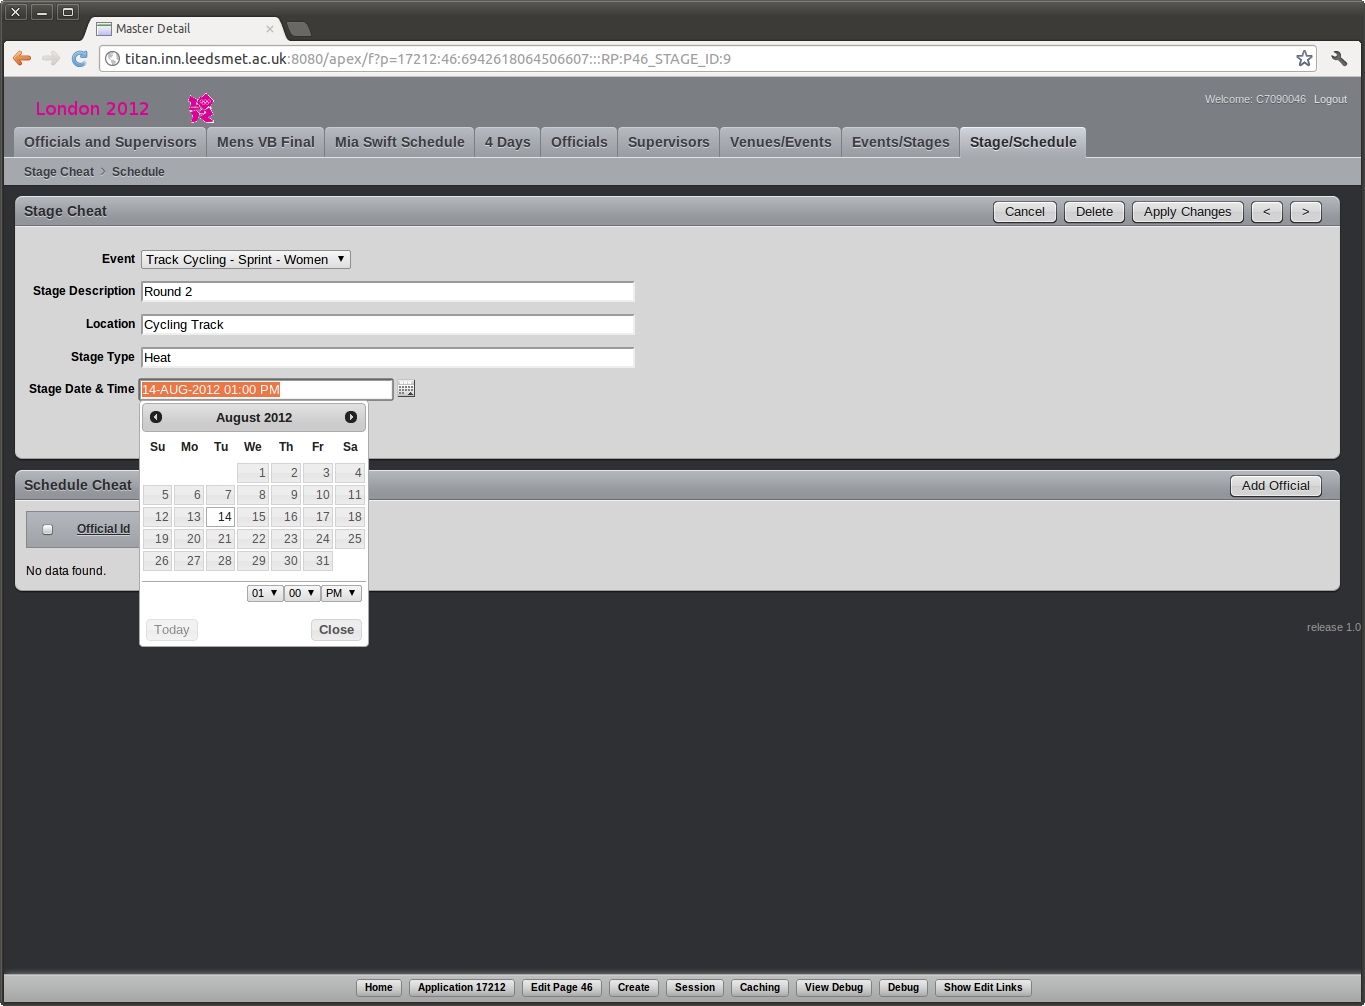 Master Detail
titan.inn.leedsmet.ac.uk:8080/apex/f?p=17212:46:6942618064506607:::RP:P46_STAGE_ID:9
London 2012
Welcome: C7090046 Logout
Officials and Supervisors Mens VB Final Mia Swift Schedule 4 Days Officials Supervisors Venues/Events Events/Stages Stage/Schedule
Stage Cheat > Schedule
Stage Cheat Cancel Delete Apply Changes < >
Event Track Cycling - Sprint - Women
Stage Description Round 2
Location Cycling Track
Stage Type Heat
Stage Date & Time 14-AUG-2012 01:00 PM
August 2012
Su Mo Tu We Th Fr Sa
1 2 3 4
5 6 7 8 9 10 11
12 13 14 15 16 17 18
19 20 21 22 23 24 25
26 27 28 29 30 31
01 00 PM
Today Close
Schedule Cheat Add Official
Official Id
No data found.
release 1.0
Home Application 17212 Edit Page 46 Create Session Caching View Debug Debug Show Edit Links